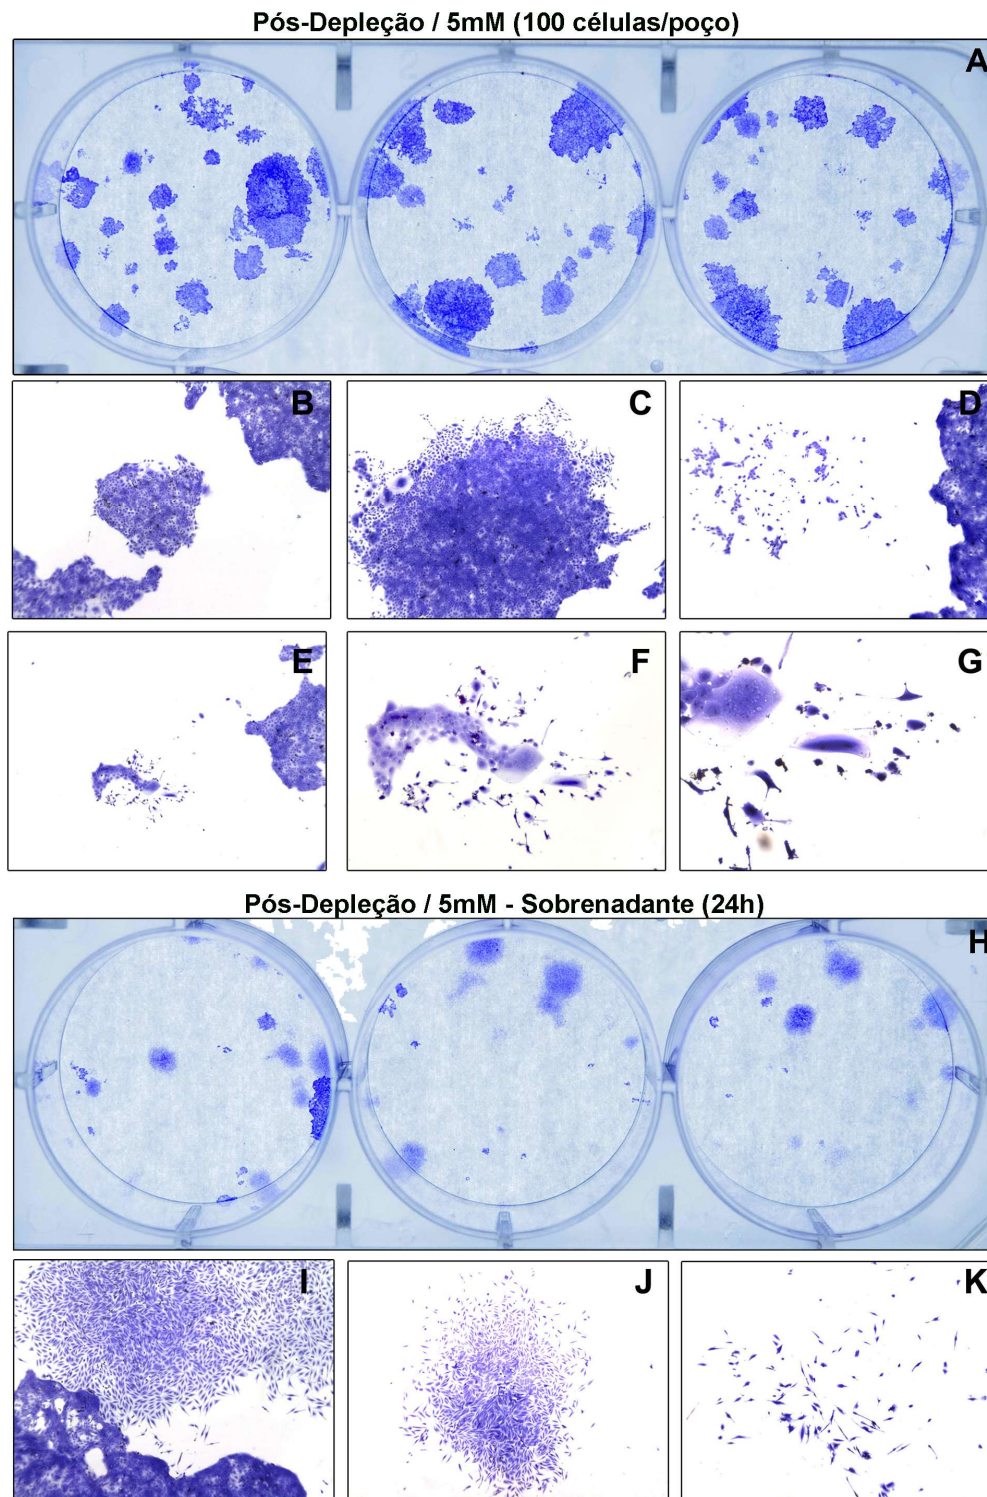 Pós-Depleção / 5mM (100 células/poço)
A
B
C
D
E
F
G
Pós-Depleção / 5mM - Sobrenadante (24h)
H
I
J
K